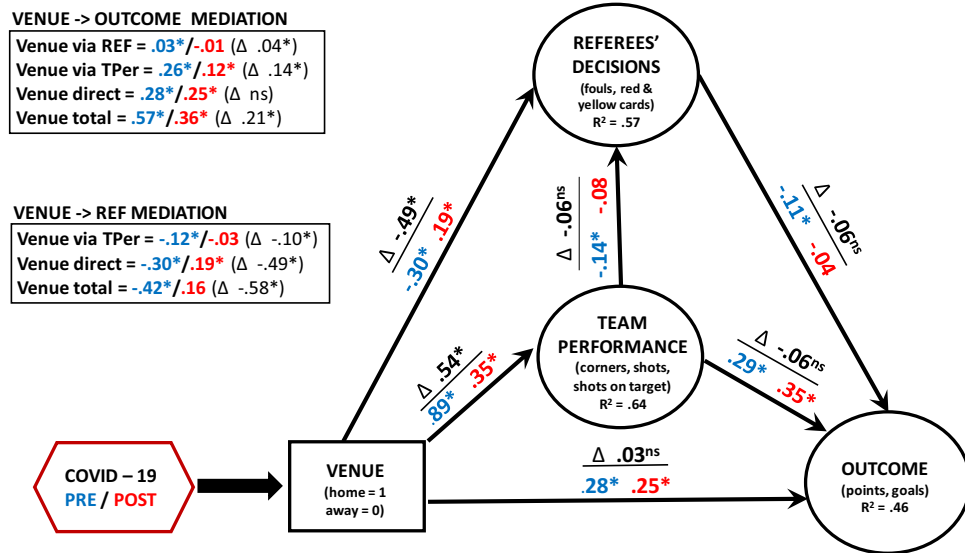 VENUE -> OUTCOME MEDIATION
Venue via REF = .03*/-.01 (Δ .04*)
Venue via TPer = .26*/.12* (Δ .14*)
Venue direct = .28*/.25* (Δ ns)
Venue total = .57*/.36* (Δ .21*)
VENUE -> REF MEDIATION
Venue via TPer = -.12*/-.03 (Δ -.10*)
Venue direct = -.30*/.19* (Δ -.49*)
Venue total = -.42*/.16 (Δ -.58*)
REFEREES'
DECISIONS
(fouls, red &
yellow cards)
R² = .57
Δ -.49*
-.30* .19*
Δ -.06ⁿˢ
-.14* -.08
Δ -.06ⁿˢ
-.11* -.04
TEAM
PERFORMANCE
(corners, shots,
shots on target)
R² = .64
Δ .54*
.89* .35*
Δ -.06ⁿˢ
.29* .35*
COVID – 19
PRE / POST
VENUE
(home = 1
away = 0)
Δ .03ⁿˢ
.28* .25*
OUTCOME
(points, goals)
R² = .46